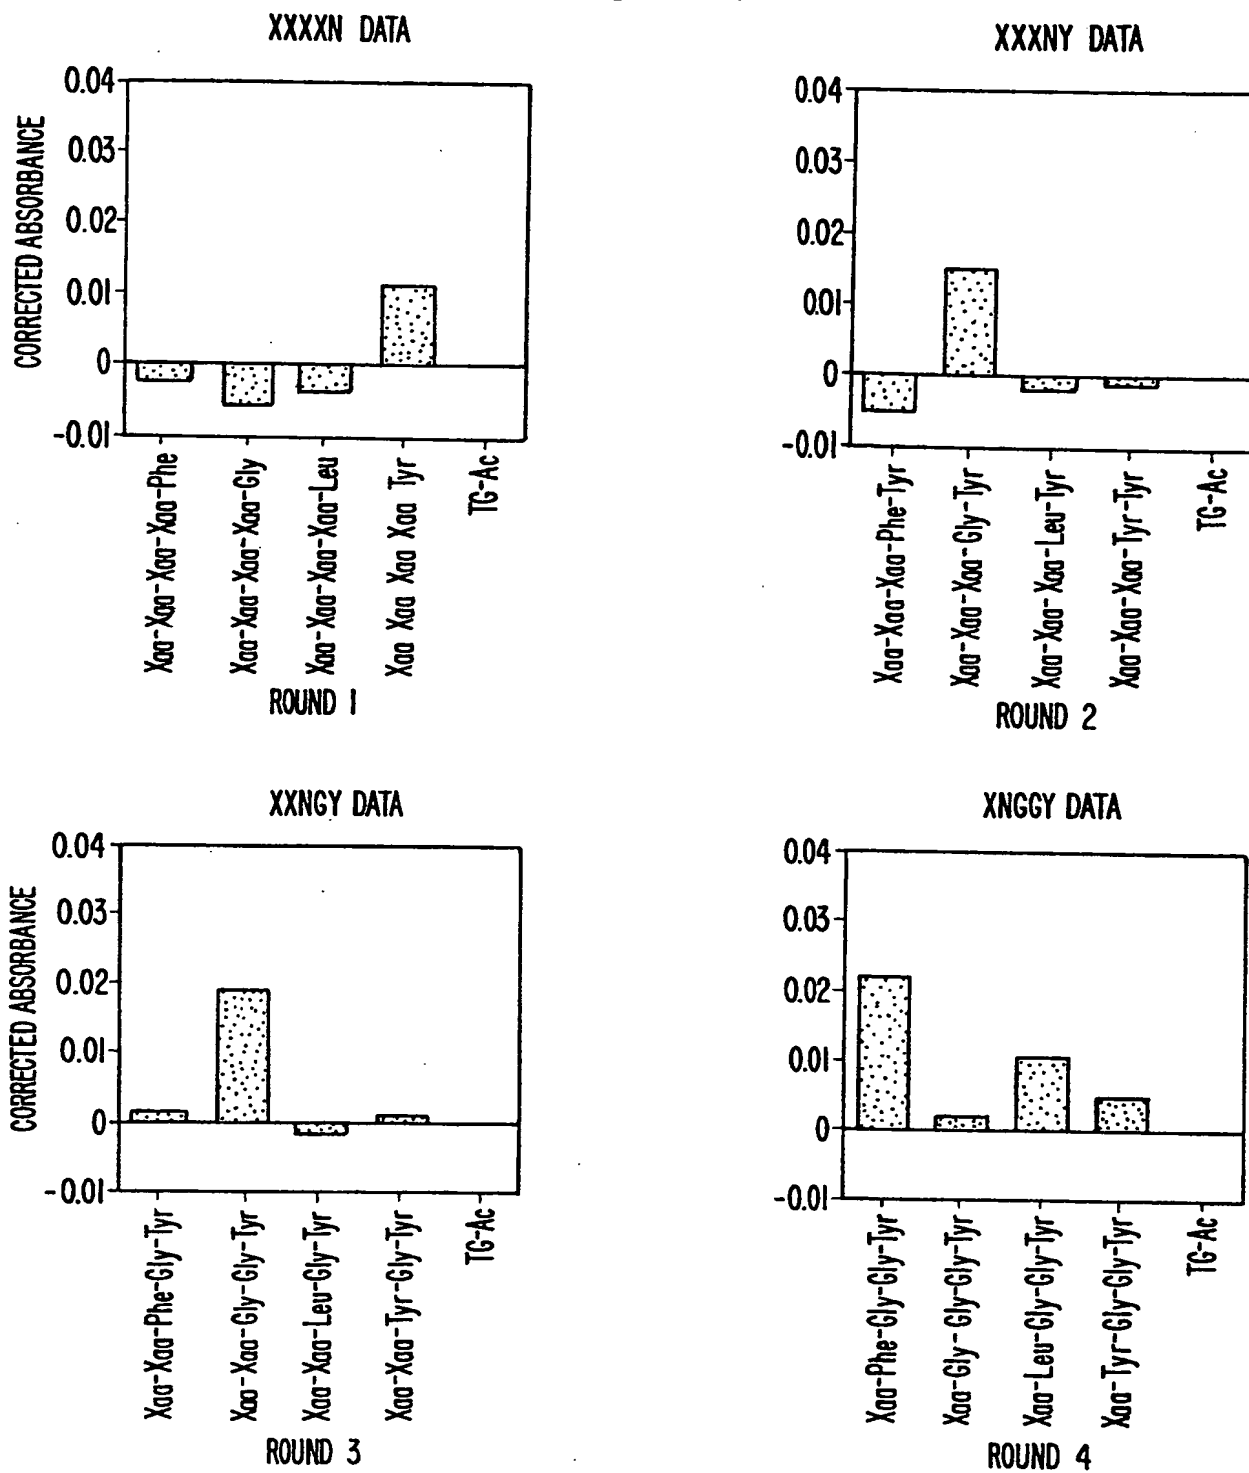 XXXXN DATA
CORRECTED ABSORBANCE
0.04
0.03
0.02
0.01
0
-0.01
Xaa-Xaa-Xaa-Xaa-Phe
Xaa-Xaa-Xaa-Xaa-Gly
Xaa-Xaa-Xaa-Xaa-Leu
Xaa Xaa Xaa Xaa Tyr
TG-Ac
ROUND 1
XXXNY DATA
0.04
0.03
0.02
0.01
0
-0.01
Xaa-Xaa-Xaa-Phe-Tyr
Xaa-Xaa-Xaa-Gly-Tyr
Xaa-Xaa-Xaa-Leu-Tyr
Xaa-Xaa-Xaa-Tyr-Tyr
TG-Ac
ROUND 2
XXNGY DATA
CORRECTED ABSORBANCE
0.04
0.03
0.02
0.01
0
-0.01
Xaa-Xaa-Phe-Gly-Tyr
Xaa-Xaa-Gly-Gly-Tyr
Xaa-Xaa-Leu-Gly-Tyr
Xaa-Xaa-Tyr-Gly-Tyr
TG-Ac
ROUND 3
XNGGY DATA
0.04
0.03
0.02
0.01
0
-0.01
Xaa-Phe-Gly-Gly-Tyr
Xaa-Gly-Gly-Gly-Tyr
Xaa-Leu-Gly-Gly-Tyr
Xaa-Tyr-Gly-Gly-Tyr
TG-Ac
ROUND 4